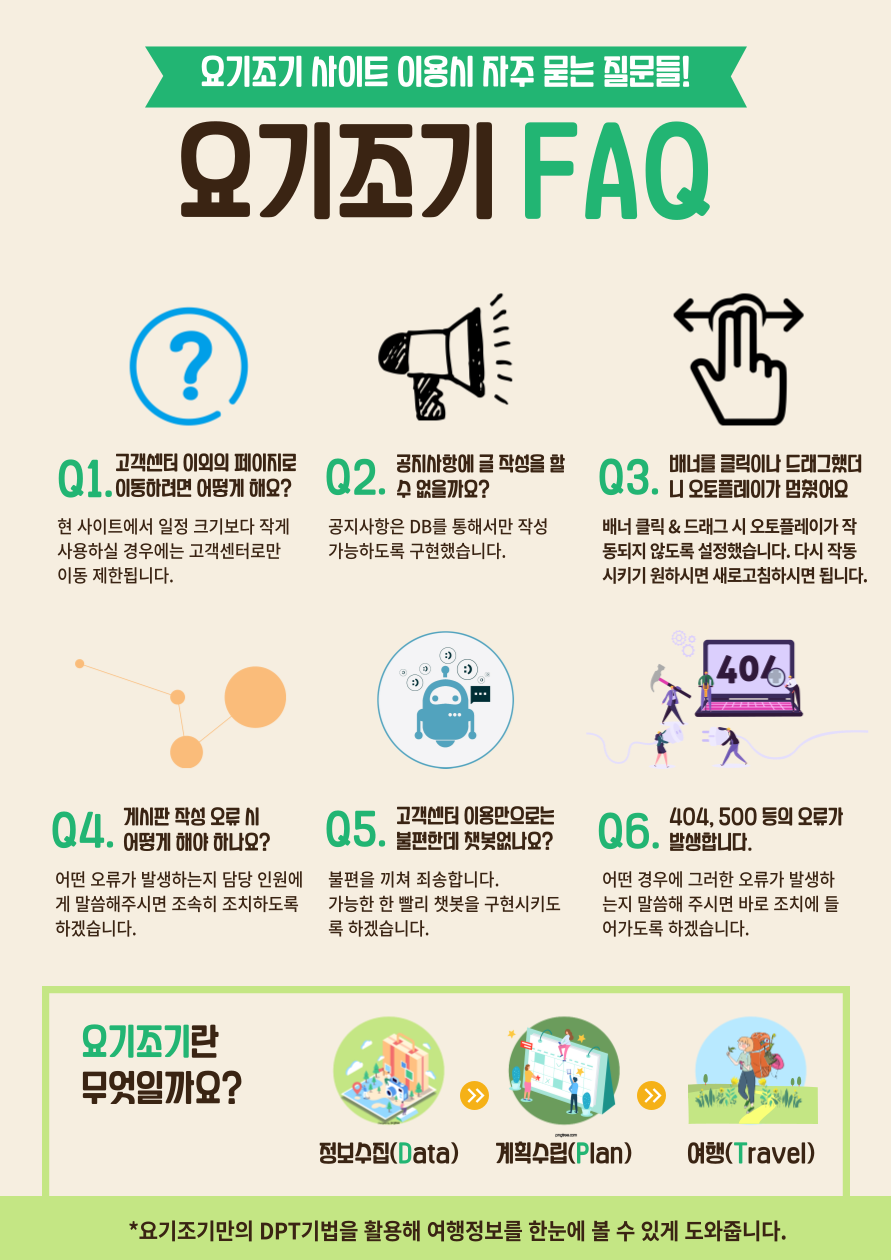 요기조기 사이트 이용시 자주 묻는 질문들!
요기조기 FAQ
Q1. 고객센터 이외의 페이지로
이동하려면 어떻게 해요?
현 사이트에서 일정 크기보다 작게
사용하실 경우에는 고객센터로만
이동 제한됩니다.
Q2. 공지사항에 글 작성을 할
수 없을까요?
공지사항은 DB를 통해서만 작성
가능하도록 구현했습니다.
Q3. 배너를 클릭이나 드래그했더
니 오토플레이가 멈췄어요
배너 클릭 & 드래그 시 오토플레이가 작
동되지 않도록 설정했습니다. 다시 작동
시키기 원하시면 새로고침하시면 됩니다.
404
Q4. 게시판 작성 오류 시
어떻게 해야 하나요?
어떤 오류가 발생하는지 담당 인원에
게 말씀해주시면 조속히 조치하도록
하겠습니다.
Q5. 고객센터 이용만으로는
불편한데 챗봇없나요?
불편을 끼쳐 죄송합니다.
가능한 한 빨리 챗봇을 구현시키도
록 하겠습니다.
Q6. 404, 500 등의 오류가
발생합니다.
어떤 경우에 그러한 오류가 발생하
는지 말씀해 주시면 바로 조치에 들
어가도록 하겠습니다.
요기조기란
무엇일까요?
pngtree.com
정보수집(Data)
계획수립(Plan)
여행(Travel)
*요기조기만의 DPT기법을 활용해 여행정보를 한눈에 볼 수 있게 도와줍니다.